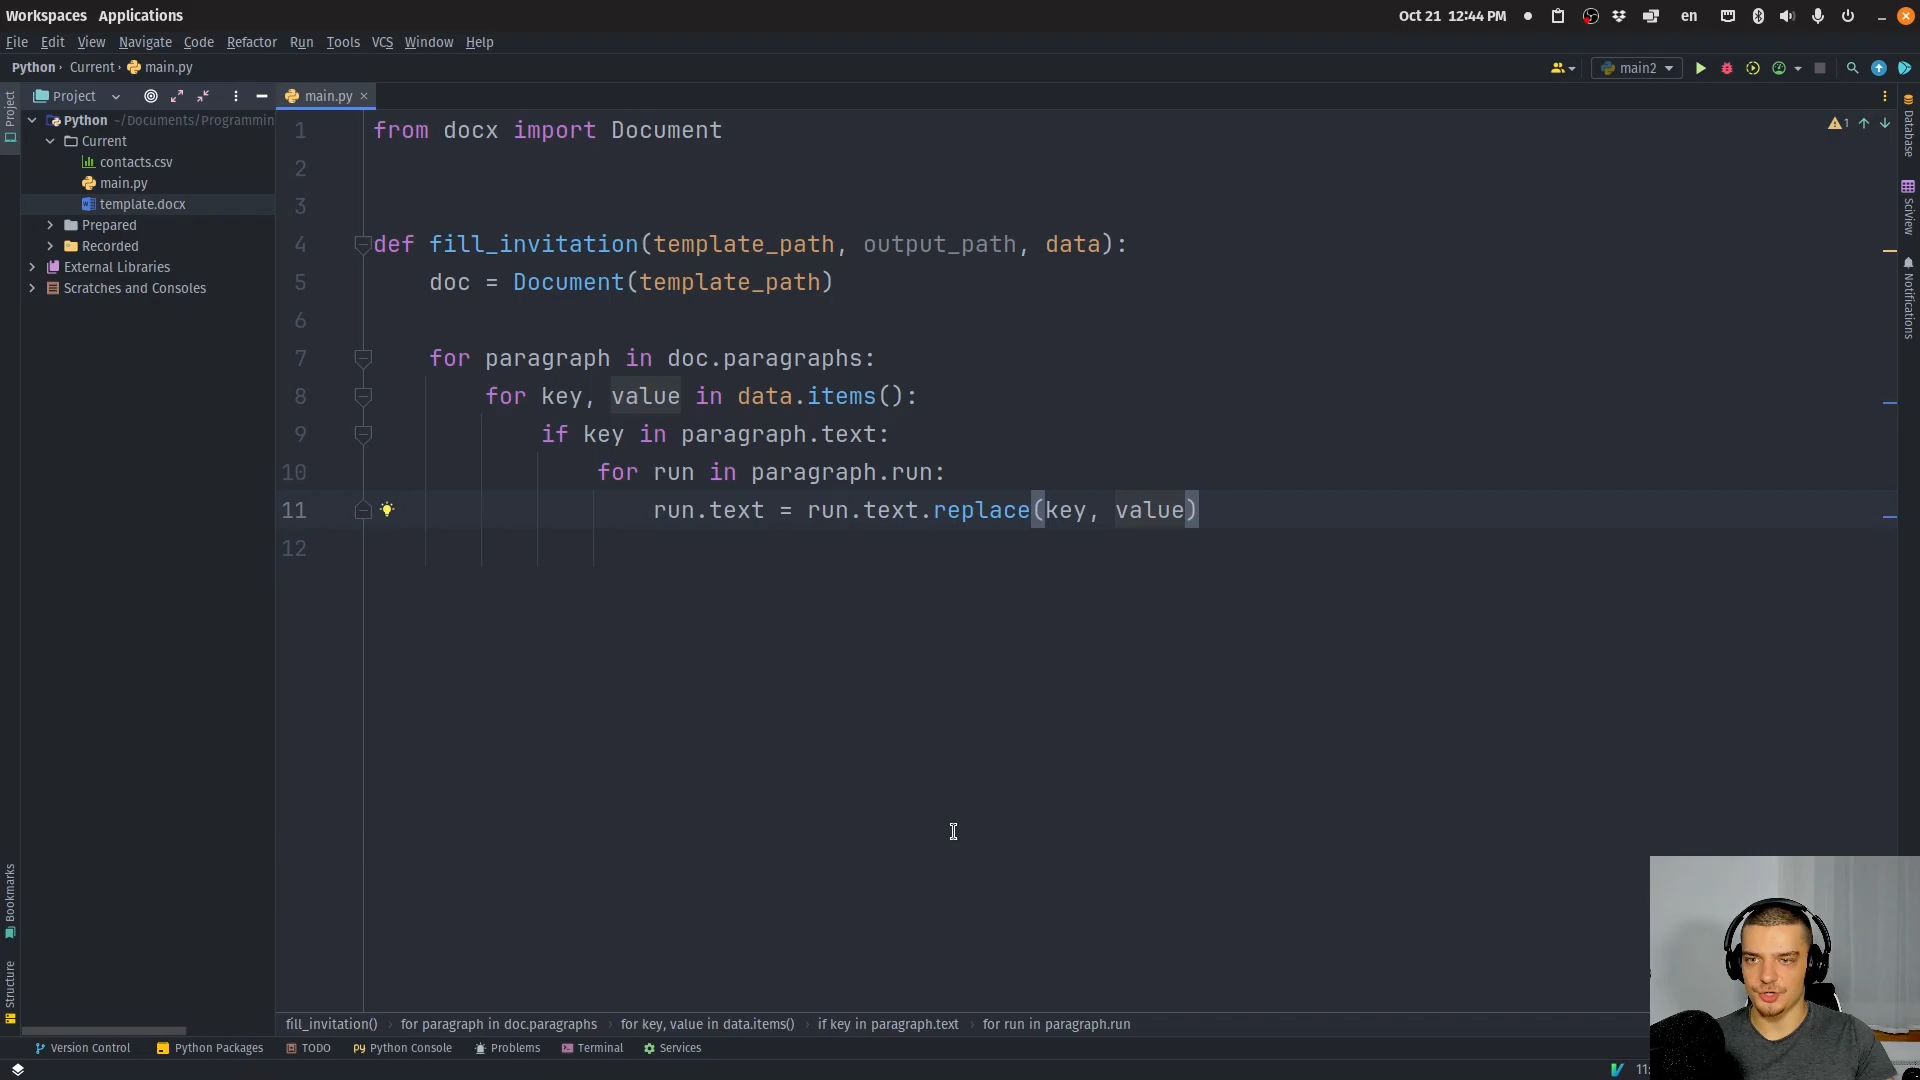 Workspaces Applications
Oct 21 12:44 PM
en
File Edit View Navigate Code Refactor Run Tools VCS Window Help
Python Current main.py
main2
Project
main.py
Python ~/Documents/Programmin
Current
contacts.csv
main.py
template.docx
Prepared
Recorded
External Libraries
Scratches and Consoles
Project
Bookmarks
Structure
1 from docx import Document
2
3
4 def fill_invitation(template_path, output_path, data):
5 doc = Document(template_path)
6
7 for paragraph in doc.paragraphs:
8 for key, value in data.items():
9 if key in paragraph.text:
10 for run in paragraph.run:
11 run.text = run.text.replace(key, value)
12
1
Database
SciView
Notifications
fill_invitation() for paragraph in doc.paragraphs for key, value in data.items() if key in paragraph.text for run in paragraph.run
Version Control Python Packages TODO Python Console Problems Terminal Services